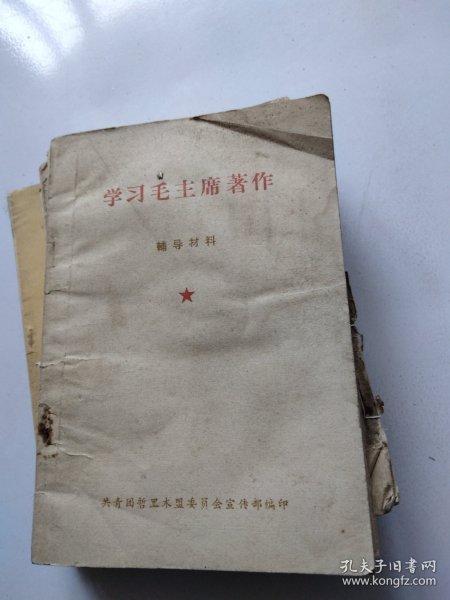 学习毛主席著作
輔导材料
共青团哲里木盟委员会宣传部编印
孔夫子旧书网
www.kongfz.com